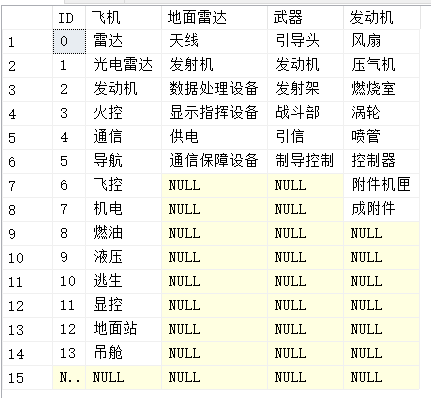 ID 飞机 地面雷达 武器 发动机
1 0 雷达 天线 引导头 风扇
2 1 光电雷达 发射机 发动机 压气机
3 2 发动机 数据处理设备 发射架 燃烧室
4 3 火控 显示指挥设备 战斗部 涡轮
5 4 通信 供电 引信 喷管
6 5 导航 通信保障设备 制导控制 控制器
7 6 飞控 NULL NULL 附件机匣
8 7 机电 NULL NULL 成附件
9 8 燃油 NULL NULL NULL
10 9 液压 NULL NULL NULL
11 10 逃生 NULL NULL NULL
12 11 显控 NULL NULL NULL
13 12 地面站 NULL NULL NULL
14 13 吊舱 NULL NULL NULL
15 N.. NULL NULL NULL NULL